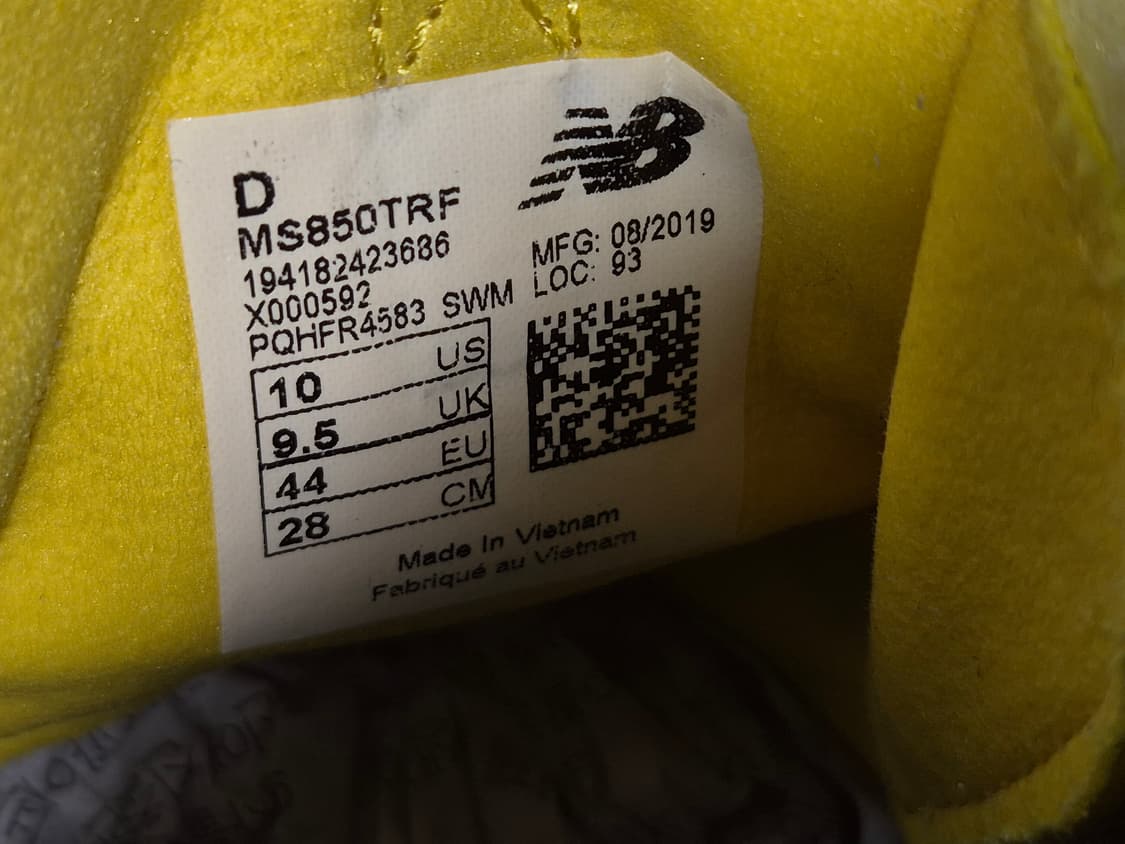 D
MS850TRF
194182423686
X000592
PQHFR4583 SWM
NB
MFG: 08/2019
LOC: 93
10 US
9.5 UK
44 EU
28 CM
Made In Vietnam
Fabriqué au Vietnam